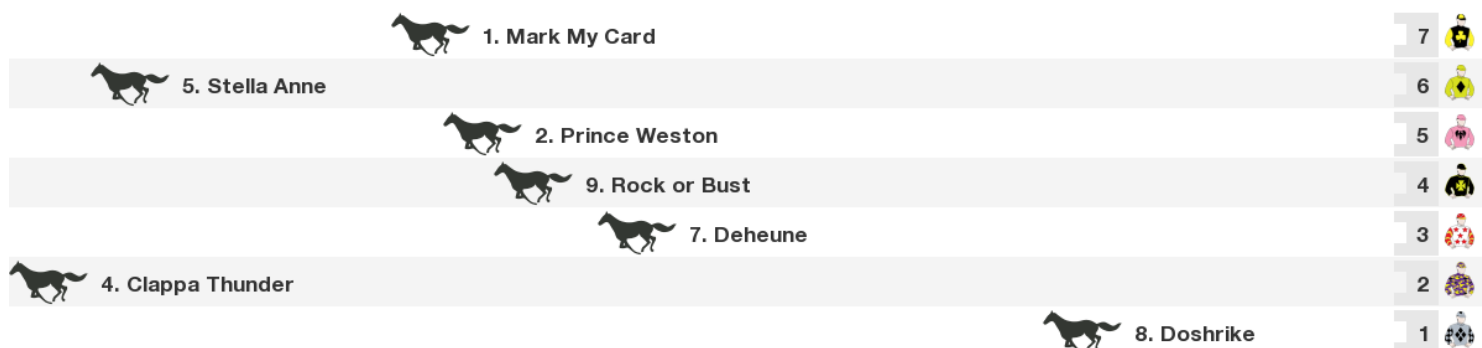 1. Mark My Card 7
5. Stella Anne 6
2. Prince Weston 5
9. Rock or Bust 4
7. Deheune 3
4. Clappa Thunder 2
8. Doshrike 1